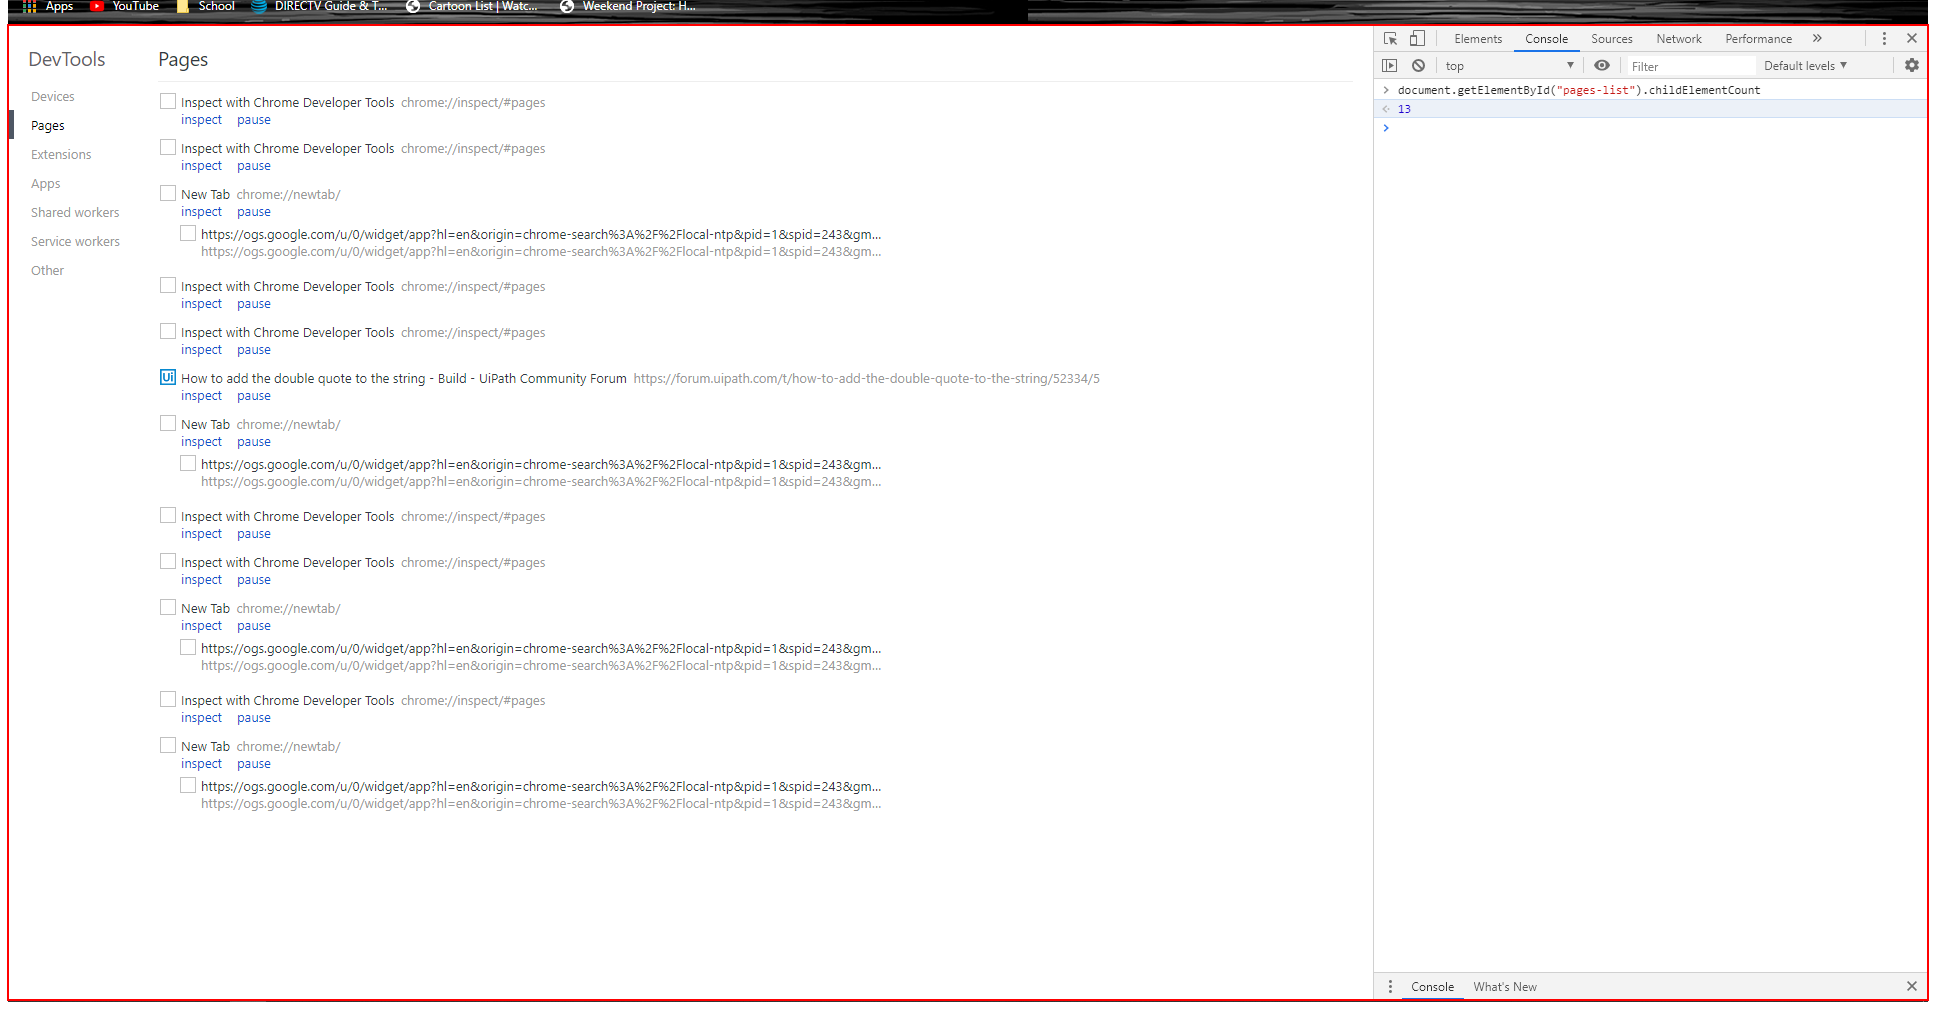 Apps YouTube School DIRECTV Guide & T... Cartoon List | Watc... Weekend Project: H...
DevTools
Devices
Pages
Extensions
Apps
Shared workers
Service workers
Other
Pages
Inspect with Chrome Developer Tools chrome://inspect/#pages
inspect pause
Inspect with Chrome Developer Tools chrome://inspect/#pages
inspect pause
New Tab chrome://newtab/
inspect pause
https://ogs.google.com/u/0/widget/app?hl=en&origin=chrome-search%3A%2F%2Flocal-ntp&pid=1&spid=243&gm...
https://ogs.google.com/u/0/widget/app?hl=en&origin=chrome-search%3A%2F%2Flocal-ntp&pid=1&spid=243&gm...
Inspect with Chrome Developer Tools chrome://inspect/#pages
inspect pause
Inspect with Chrome Developer Tools chrome://inspect/#pages
inspect pause
Ui How to add the double quote to the string - Build - UiPath Community Forum https://forum.uipath.com/t/how-to-add-the-double-quote-to-the-string/52334/5
inspect pause
New Tab chrome://newtab/
inspect pause
https://ogs.google.com/u/0/widget/app?hl=en&origin=chrome-search%3A%2F%2Flocal-ntp&pid=1&spid=243&gm...
https://ogs.google.com/u/0/widget/app?hl=en&origin=chrome-search%3A%2F%2Flocal-ntp&pid=1&spid=243&gm...
Inspect with Chrome Developer Tools chrome://inspect/#pages
inspect pause
Inspect with Chrome Developer Tools chrome://inspect/#pages
inspect pause
New Tab chrome://newtab/
inspect pause
https://ogs.google.com/u/0/widget/app?hl=en&origin=chrome-search%3A%2F%2Flocal-ntp&pid=1&spid=243&gm...
https://ogs.google.com/u/0/widget/app?hl=en&origin=chrome-search%3A%2F%2Flocal-ntp&pid=1&spid=243&gm...
Inspect with Chrome Developer Tools chrome://inspect/#pages
inspect pause
New Tab chrome://newtab/
inspect pause
https://ogs.google.com/u/0/widget/app?hl=en&origin=chrome-search%3A%2F%2Flocal-ntp&pid=1&spid=243&gm...
https://ogs.google.com/u/0/widget/app?hl=en&origin=chrome-search%3A%2F%2Flocal-ntp&pid=1&spid=243&gm...
Elements Console Sources Network Performance »
top Filter Default levels
document.getElementById("pages-list").childElementCount
13
Console What's New